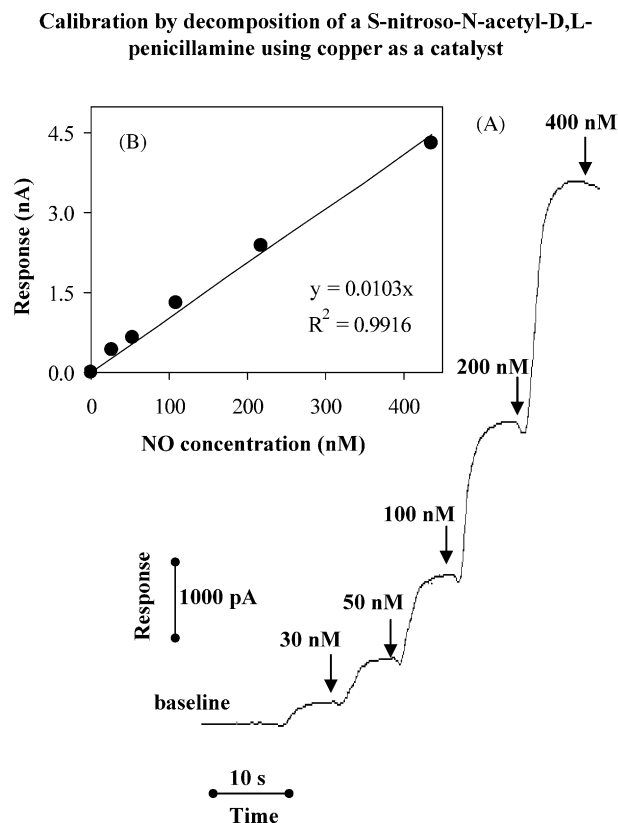 Calibration by decomposition of a S-nitroso-N-acetyl-D,L-
penicillamine using copper as a catalyst
(A)
400 nM
(B)
4.5
3.0
1.5
0.0
Response (nA)
y = 0.0103x
R2 = 0.9916
0 100 200 300 400
NO concentration (nM)
200 nM
100 nM
Response
1000 pA
50 nM
30 nM
baseline
10 s
Time